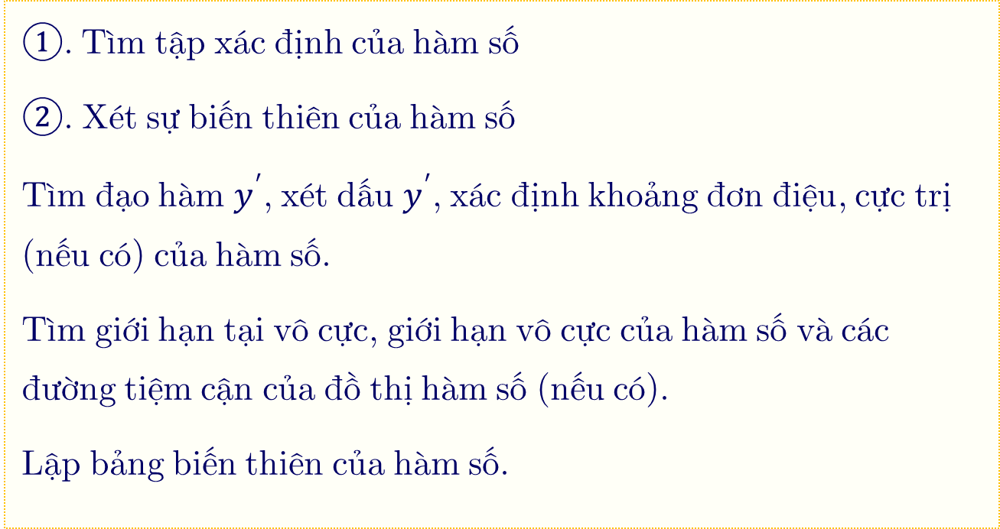 ①. Tìm tập xác định của hàm số
②. Xét sự biến thiên của hàm số
Tìm đạo hàm y′, xét dấu y′, xác định khoảng đơn điệu, cực trị
(nếu có) của hàm số.
Tìm giới hạn tại vô cực, giới hạn vô cực của hàm số và các
đường tiệm cận của đồ thị hàm số (nếu có).
Lập bảng biến thiên của hàm số.